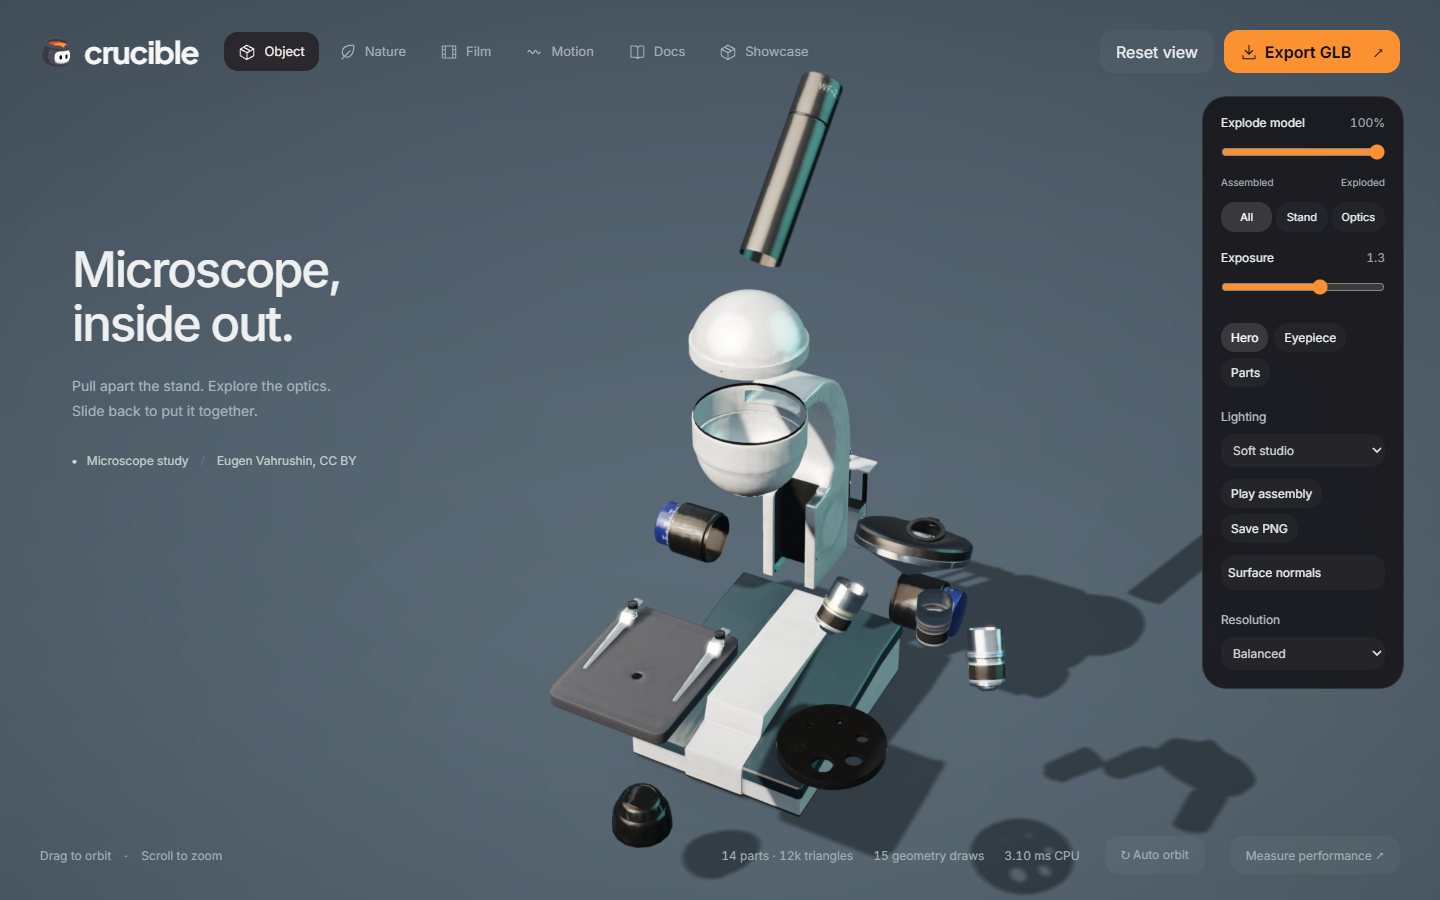 crucible
Object
Nature
Film
Motion
Docs
Showcase
Reset view
Export GLB ↗
Explode model 100%
Assembled Exploded
All Stand Optics
Exposure 1.3
Hero Eyepiece
Parts
Lighting
Soft studio
Play assembly
Save PNG
Surface normals
Resolution
Balanced
Microscope,
inside out.
Pull apart the stand. Explore the optics.
Slide back to put it together.
• Microscope study / Eugen Vahrushin, CC BY
Drag to orbit · Scroll to zoom
14 parts · 12k triangles 15 geometry draws 3.10 ms CPU
↻ Auto orbit
Measure performance ↗